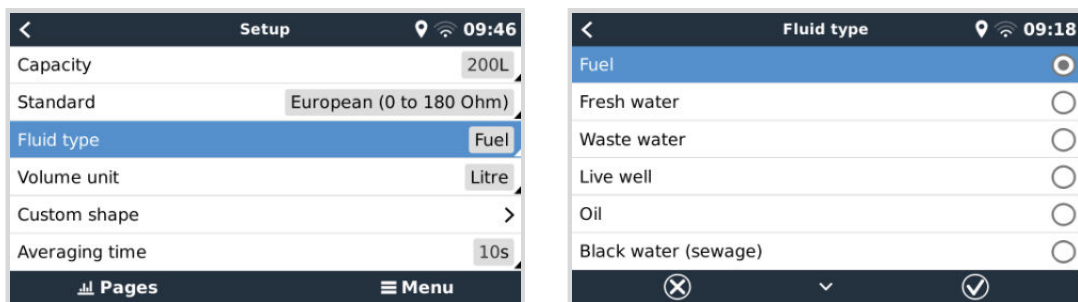 Setup 09:46
Capacity 200L
Standard European (0 to 180 Ohm)
Fluid type Fuel
Volume unit Litre
Custom shape
Averaging time 10s
Pages Menu
Fluid type 09:18
Fuel
Fresh water
Waste water
Live well
Oil
Black water (sewage)